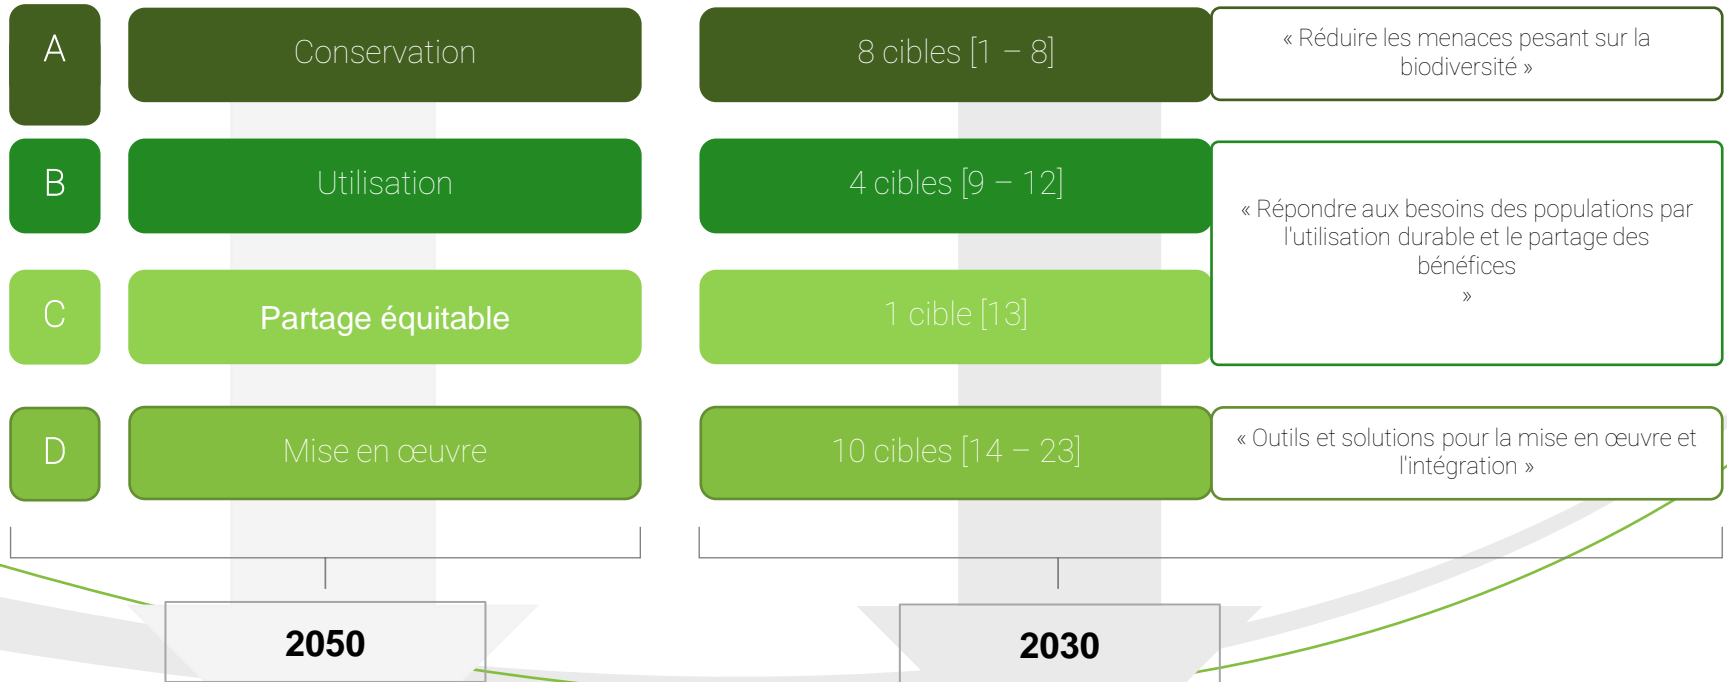 A
Conservation
8 cibles [1 – 8]
« Réduire les menaces pesant sur la
biodiversité »
B
Utilisation
4 cibles [9 – 12]
« Répondre aux besoins des populations par
l'utilisation durable et le partage des
bénéfices
»
C
Partage équitable
1 cible [13]
D
Mise en œuvre
10 cibles [14 – 23]
« Outils et solutions pour la mise en œuvre et
l'intégration »
2050
2030